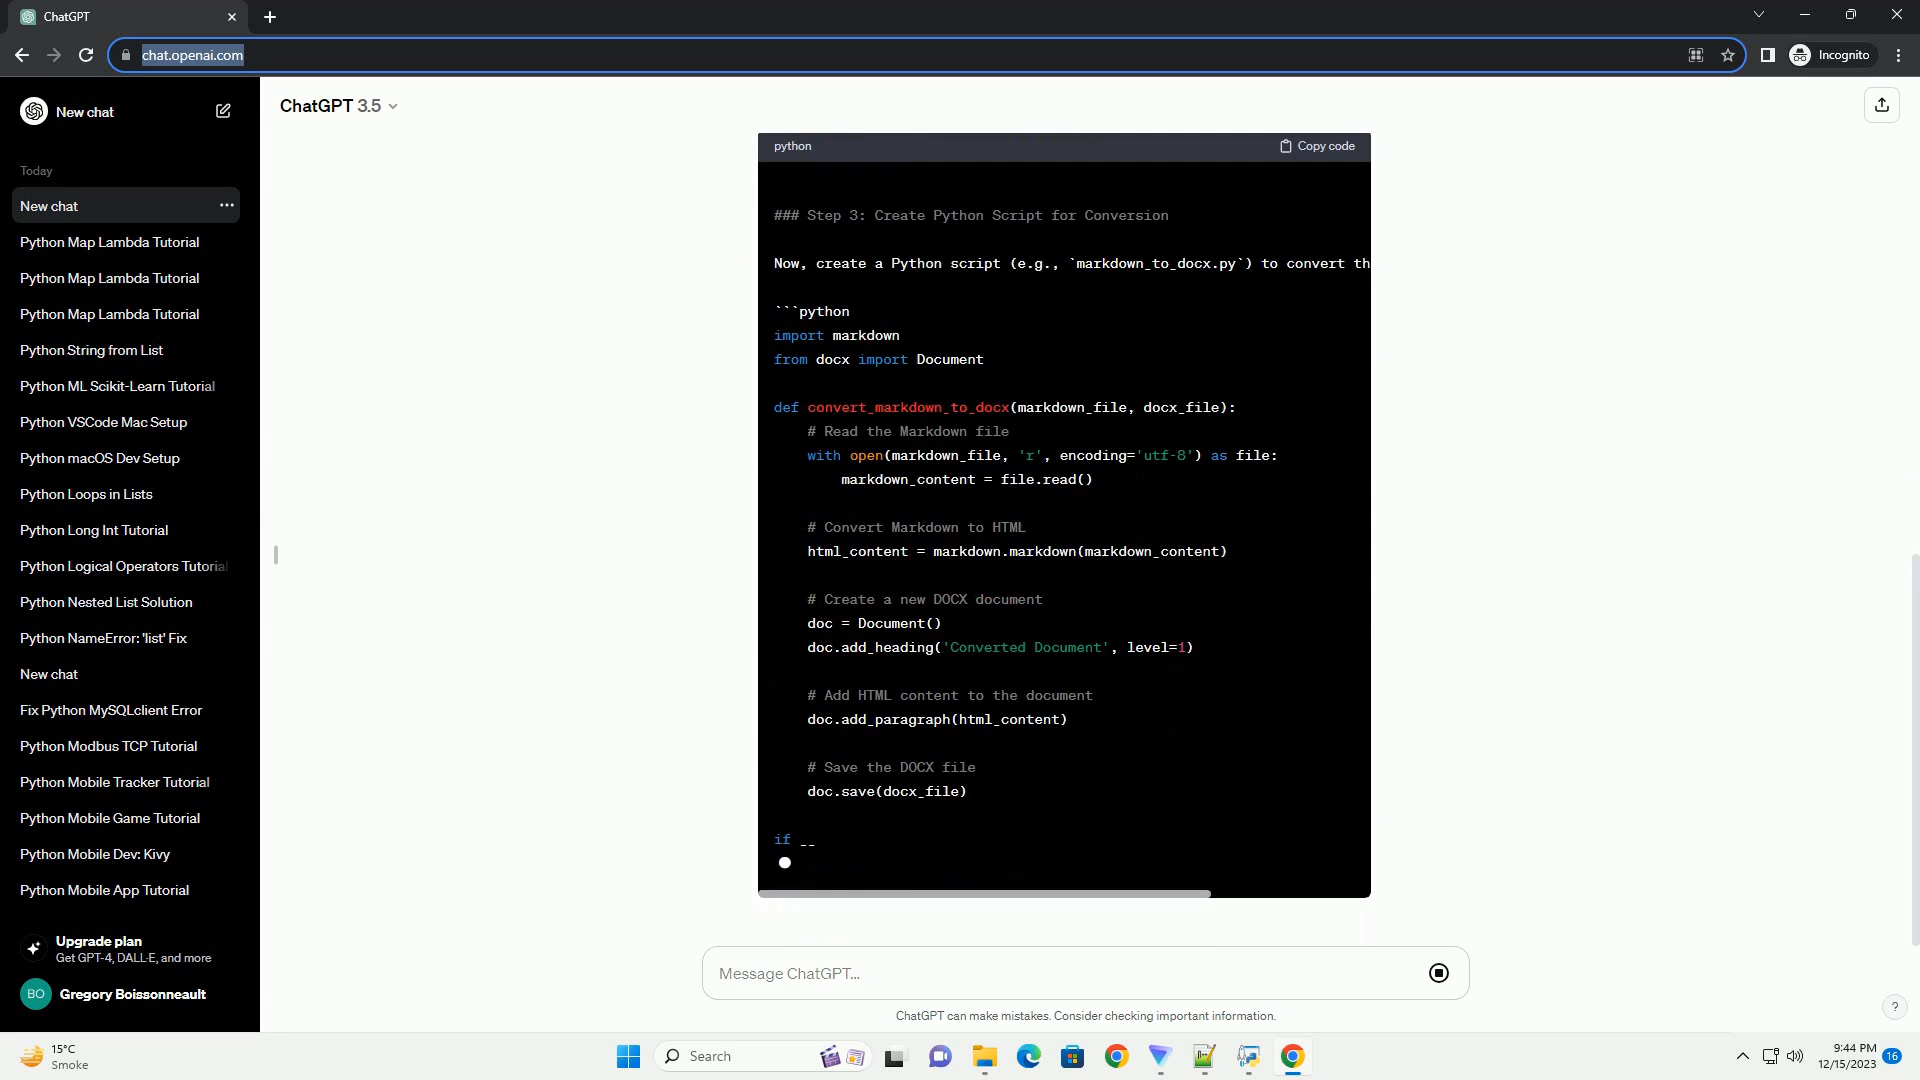 ChatGPT
chat.openai.com
Incognito
New chat
Today
New chat
Python Map Lambda Tutorial
Python Map Lambda Tutorial
Python Map Lambda Tutorial
Python String from List
Python ML Scikit-Learn Tutorial
Python VSCode Mac Setup
Python macOS Dev Setup
Python Loops in Lists
Python Long Int Tutorial
Python Logical Operators Tutorial
Python Nested List Solution
Python NameError: 'list' Fix
New chat
Fix Python MySQLclient Error
Python Modbus TCP Tutorial
Python Mobile Tracker Tutorial
Python Mobile Game Tutorial
Python Mobile Dev: Kivy
Python Mobile App Tutorial
Upgrade plan
Get GPT-4, DALL·E, and more
BO
Gregory Boissonneault
ChatGPT 3.5
python
Copy code
### Step 3: Create Python Script for Conversion
Now, create a Python script (e.g., `markdown_to_docx.py`) to convert th
```python
import markdown
from docx import Document
def convert_markdown_to_docx(markdown_file, docx_file):
# Read the Markdown file
with open(markdown_file, 'r', encoding='utf-8') as file:
markdown_content = file.read()
# Convert Markdown to HTML
html_content = markdown.markdown(markdown_content)
# Create a new DOCX document
doc = Document()
doc.add_heading('Converted Document', level=1)
# Add HTML content to the document
doc.add_paragraph(html_content)
# Save the DOCX file
doc.save(docx_file)
if __
Message ChatGPT...
ChatGPT can make mistakes. Consider checking important information.
?
15°C
Smoke
Search
9:44 PM
12/15/2023
16